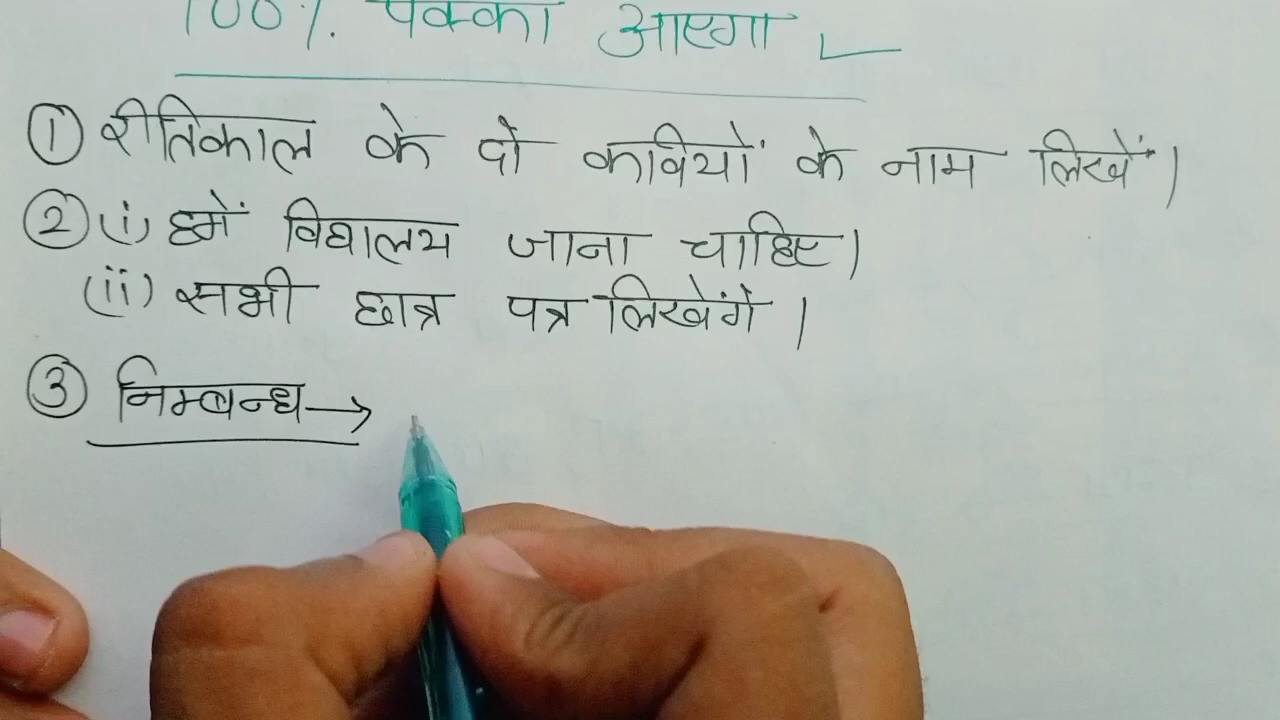 100%. पक्का आएगा
① रीतिकाल के दो कवियों के नाम लिखें।
② (i) हमें विद्यालय जाना चाहिए।
(ii) सभी छात्र पत्र लिखेंगे।
③ निम्बन्ध →